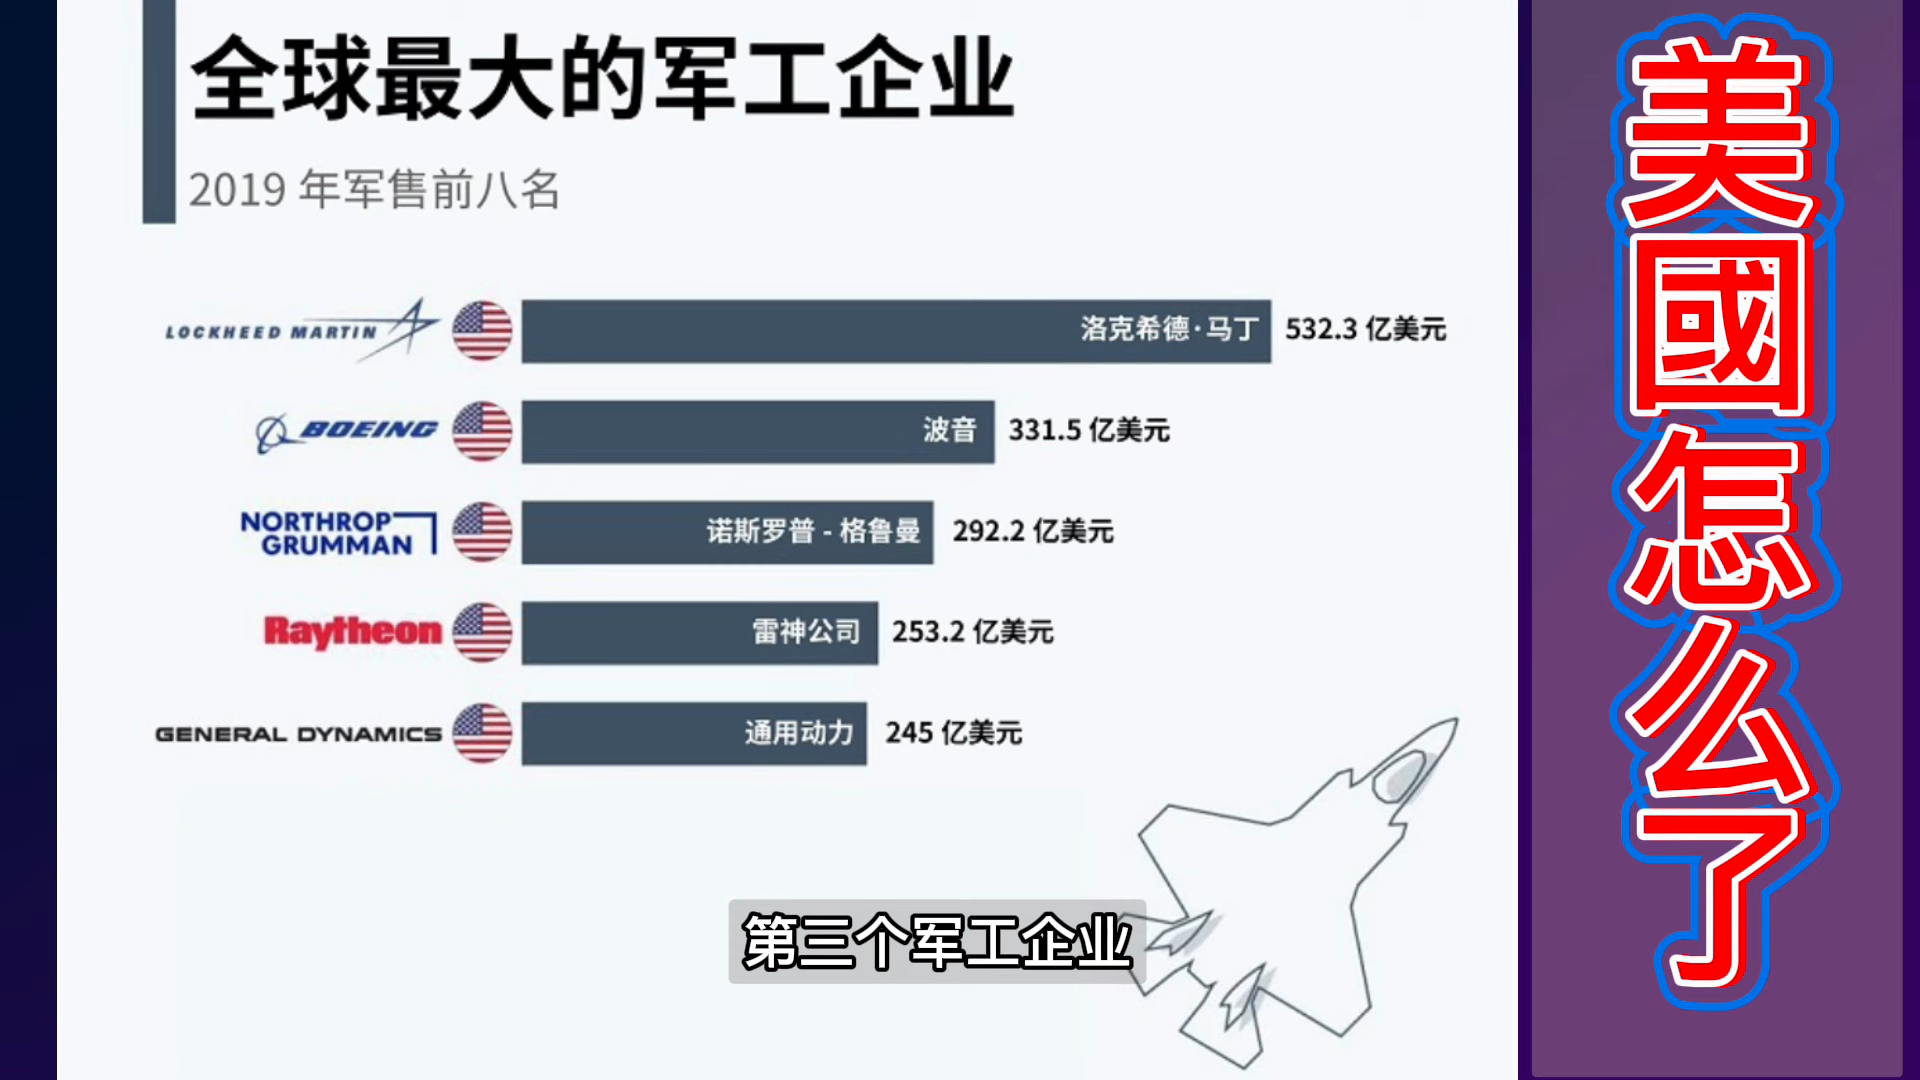 全球最大的军工企业
2019 年军售前八名
LOCKHEED MARTIN
洛克希德·马丁
532.3 亿美元
BOEING
波音
331.5 亿美元
NORTHROP
GRUMMAN
诺斯罗普 - 格鲁曼
292.2 亿美元
Raytheon
雷神公司
253.2 亿美元
GENERAL DYNAMICS
通用动力
245 亿美元
第三个军工企业
美國怎么了